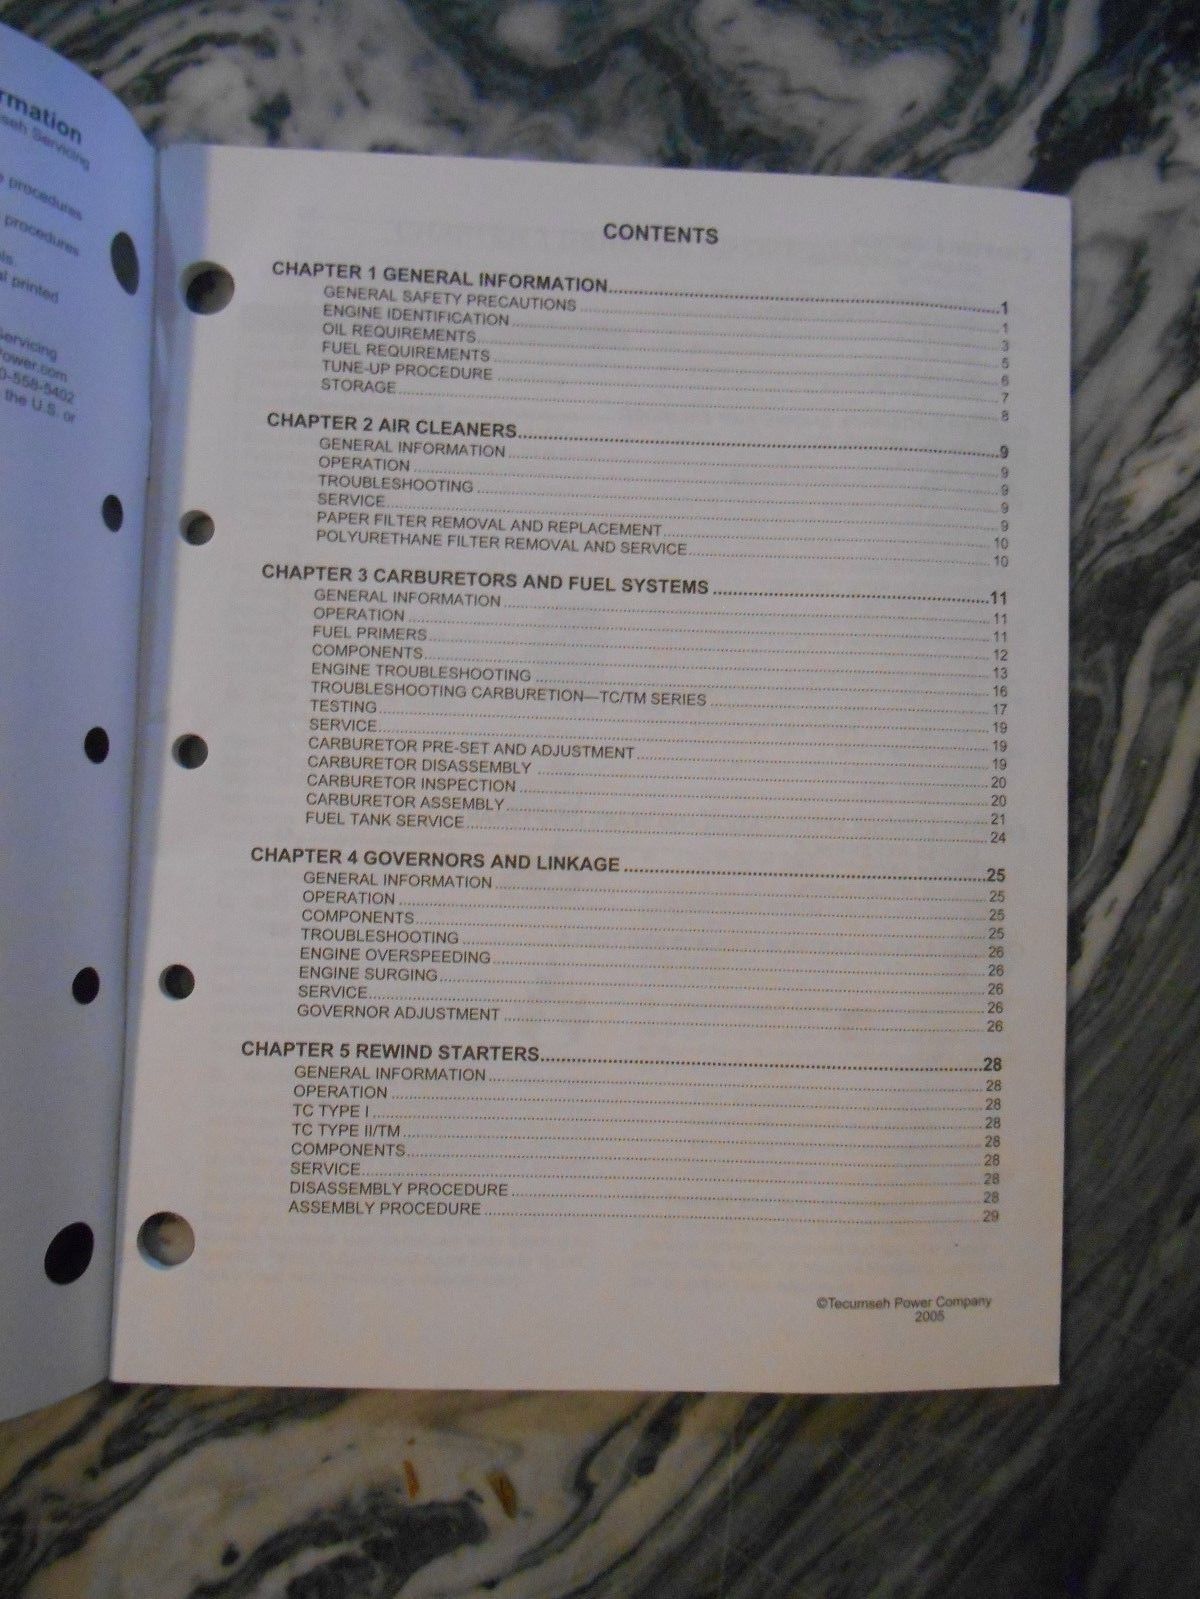 rmation
mseh Servicing
procedures
procedures
ls.
al printed
Servicing
Power.com
0-558-5402
the U.S. or
CONTENTS
CHAPTER 1 GENERAL INFORMATION....................1
GENERAL SAFETY PRECAUTIONS....................1
ENGINE IDENTIFICATION....................3
OIL REQUIREMENTS....................5
FUEL REQUIREMENTS....................6
TUNE-UP PROCEDURE....................7
STORAGE....................8
CHAPTER 2 AIR CLEANERS....................9
GENERAL INFORMATION....................9
OPERATION....................9
TROUBLESHOOTING....................9
SERVICE....................9
PAPER FILTER REMOVAL AND REPLACEMENT....................10
POLYURETHANE FILTER REMOVAL AND SERVICE....................10
CHAPTER 3 CARBURETORS AND FUEL SYSTEMS....................11
GENERAL INFORMATION....................11
OPERATION....................11
FUEL PRIMERS....................12
COMPONENTS....................13
ENGINE TROUBLESHOOTING....................16
TROUBLESHOOTING CARBURETION—TC/TM SERIES....................17
TESTING....................19
SERVICE....................19
CARBURETOR PRE-SET AND ADJUSTMENT....................19
CARBURETOR DISASSEMBLY....................20
CARBURETOR INSPECTION....................20
CARBURETOR ASSEMBLY....................21
FUEL TANK SERVICE....................24
CHAPTER 4 GOVERNORS AND LINKAGE....................25
GENERAL INFORMATION....................25
OPERATION....................25
COMPONENTS....................25
TROUBLESHOOTING....................26
ENGINE OVERSPEEDING....................26
ENGINE SURGING....................26
SERVICE....................26
GOVERNOR ADJUSTMENT....................26
CHAPTER 5 REWIND STARTERS....................28
GENERAL INFORMATION....................28
OPERATION....................28
TC TYPE I....................28
TC TYPE II/TM....................28
COMPONENTS....................28
SERVICE....................28
DISASSEMBLY PROCEDURE....................28
ASSEMBLY PROCEDURE....................29
©Tecumseh Power Company
2005